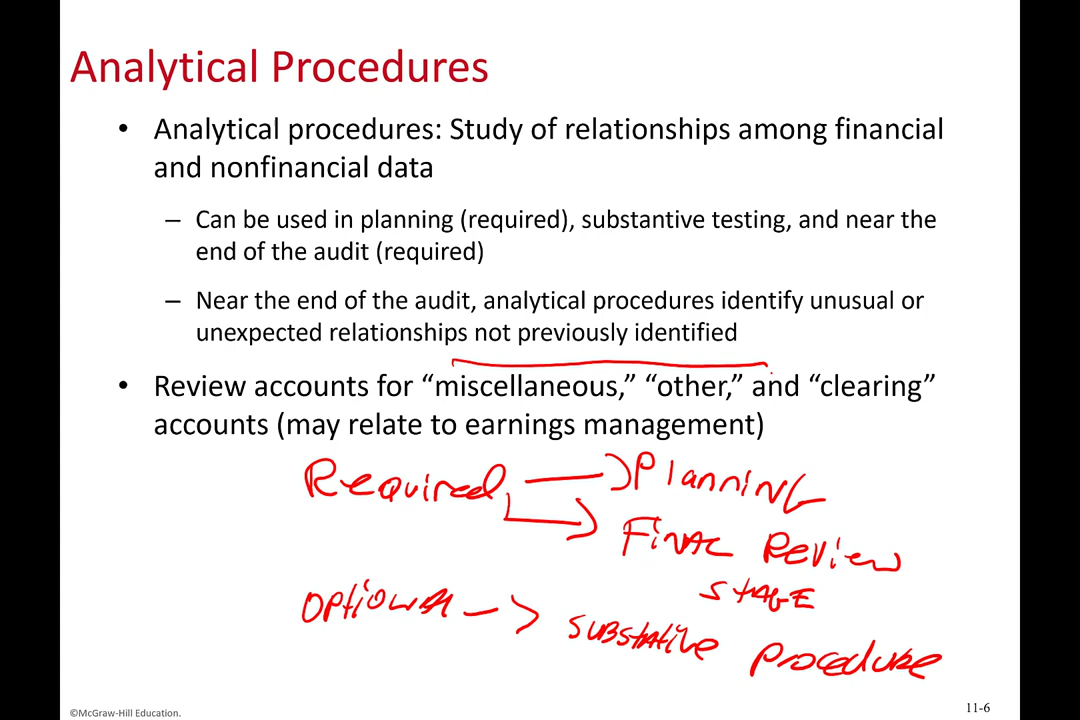 Analytical Procedures
• Analytical procedures: Study of relationships among financial
and nonfinancial data
– Can be used in planning (required), substantive testing, and near the
end of the audit (required)
– Near the end of the audit, analytical procedures identify unusual or
unexpected relationships not previously identified
• Review accounts for “miscellaneous,” “other,” and “clearing”
accounts (may relate to earnings management)
Required → Planning
Final Review
Stage
Optional → Substative Procedure
©McGraw-Hill Education.
11-6